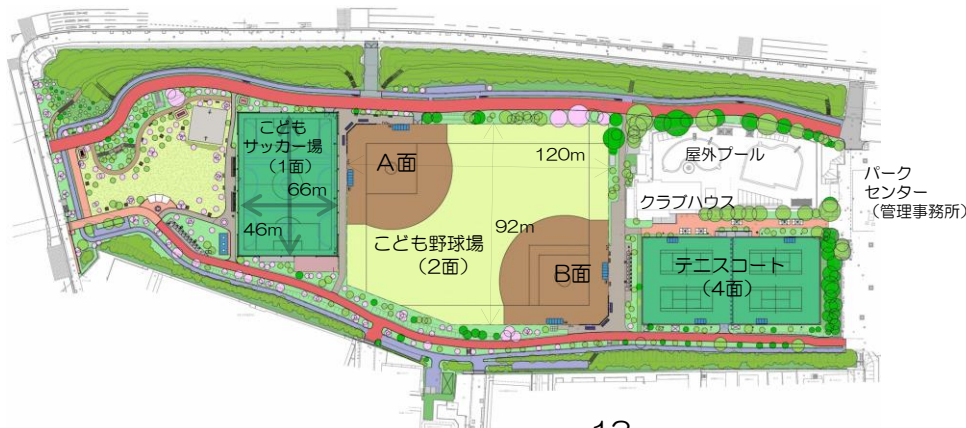 こども
サッカー場
(1面)
66m
46m
A面
120m
92m
こども野球場
(2面)
B面
屋外プール
クラブハウス
パーク
センター
(管理事務所)
テニスコート
(4面)